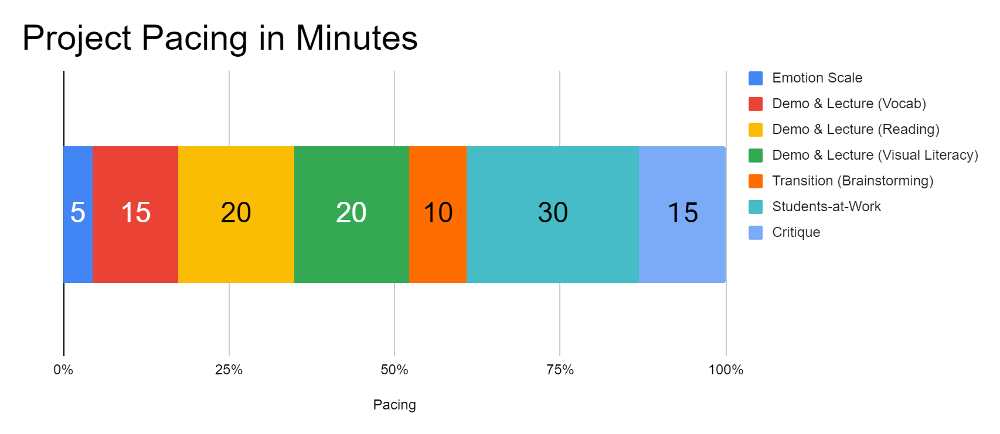 Project Pacing in Minutes
Emotion Scale
Demo & Lecture (Vocab)
Demo & Lecture (Reading)
Demo & Lecture (Visual Literacy)
Transition (Brainstorming)
Students-at-Work
Critique
5 15 20 20 10 30 15
0% 25% 50% 75% 100%
Pacing